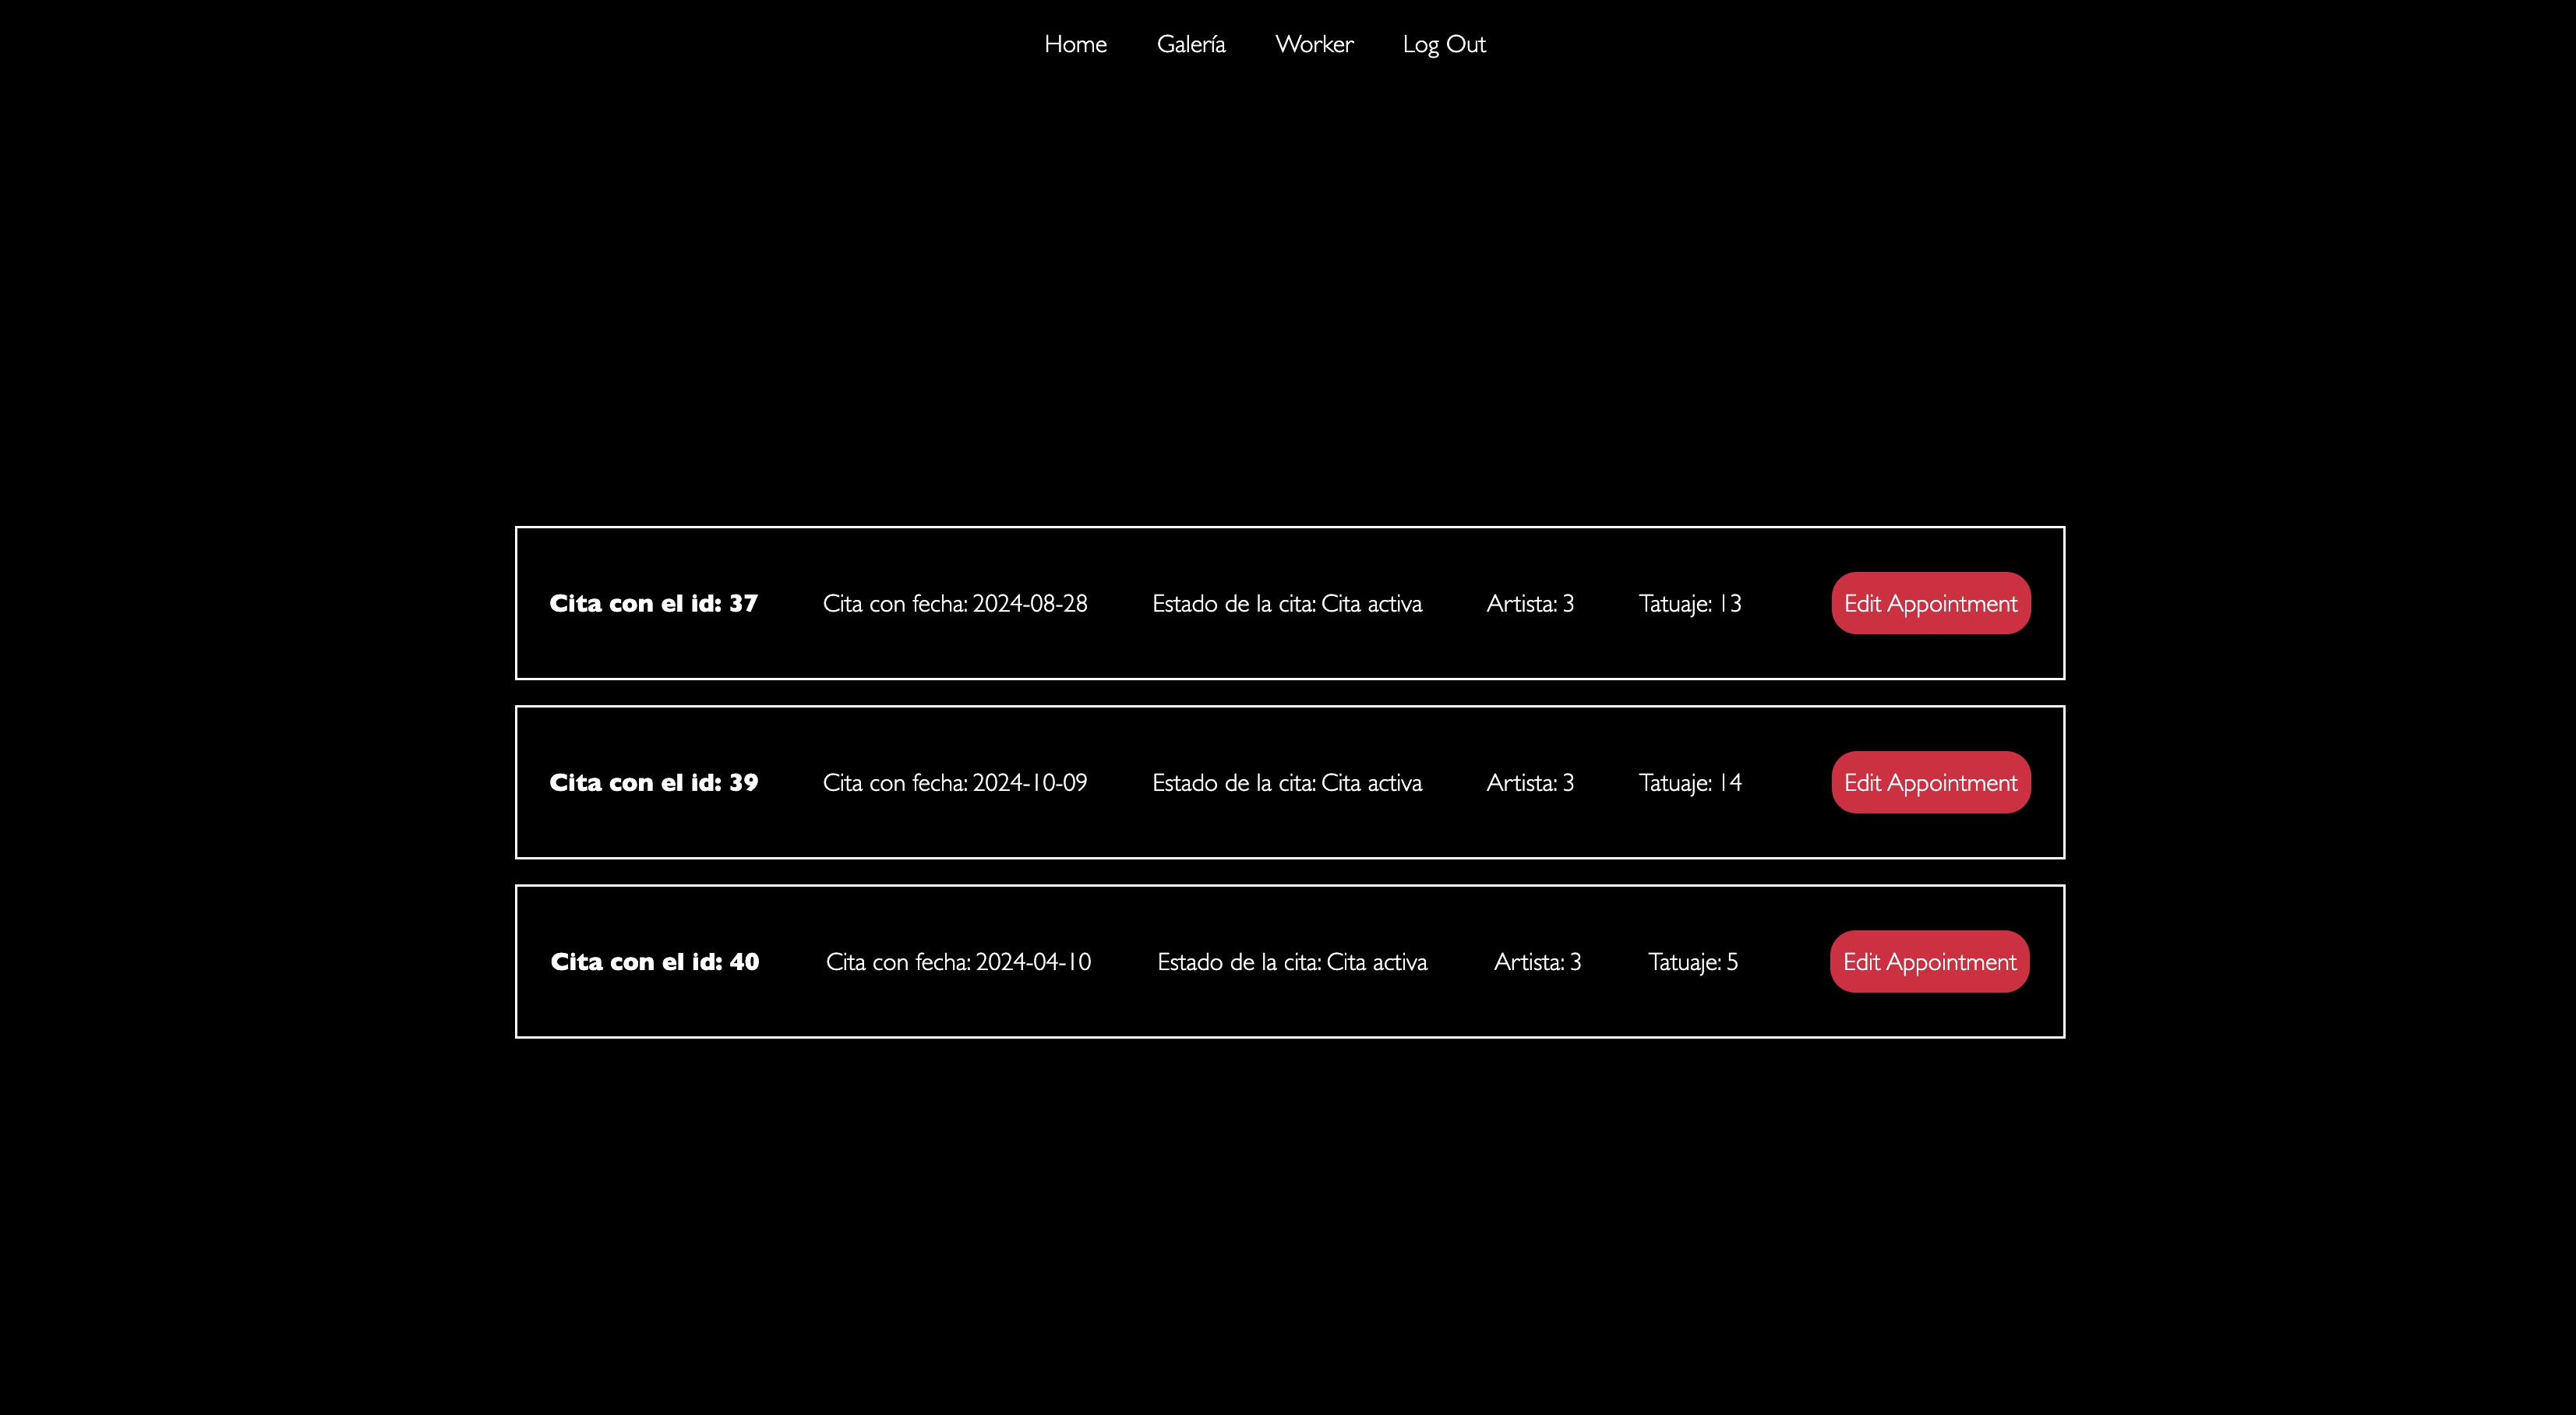 Home Galería Worker Log Out
Cita con el id: 37 Cita con fecha: 2024-08-28 Estado de la cita: Cita activa Artista: 3 Tatuaje: 13 Edit Appointment
Cita con el id: 39 Cita con fecha: 2024-10-09 Estado de la cita: Cita activa Artista: 3 Tatuaje: 14 Edit Appointment
Cita con el id: 40 Cita con fecha: 2024-04-10 Estado de la cita: Cita activa Artista: 3 Tatuaje: 5 Edit Appointment